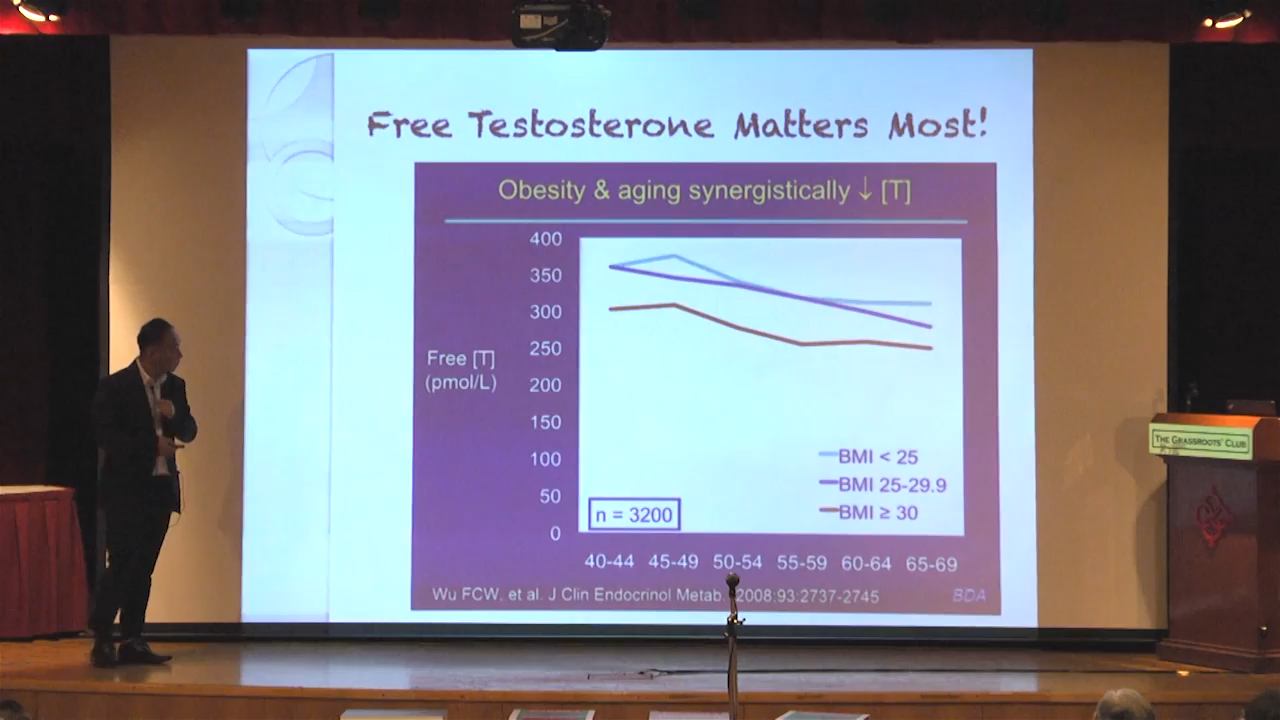 Free Testosterone Matters Most!
Obesity & aging synergistically ↓ [T]
400
350
300
250
200
150
100
50
0
Free [T]
(pmol/L)
BMI < 25
BMI 25-29.9
BMI ≥ 30
n = 3200
40-44 45-49 50-54 55-59 60-64 65-69
Wu FCW, et al. J Clin Endocrinol Metab. 2008;93:2737-2745
BDA
THE GRASSROOTS' CLUB